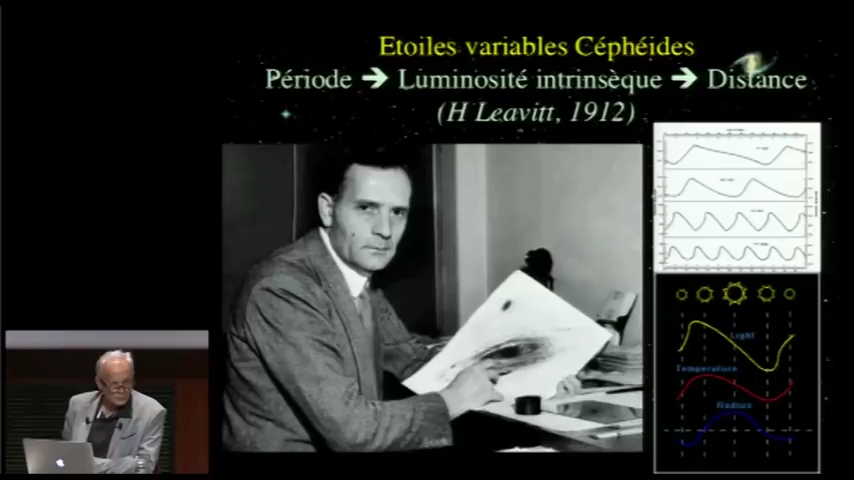 Etoiles variables Céphéides
Période ➔ Luminosité intrinsèque ➔ Distance
(H Leavitt, 1912)
Light
Temperature
Radius